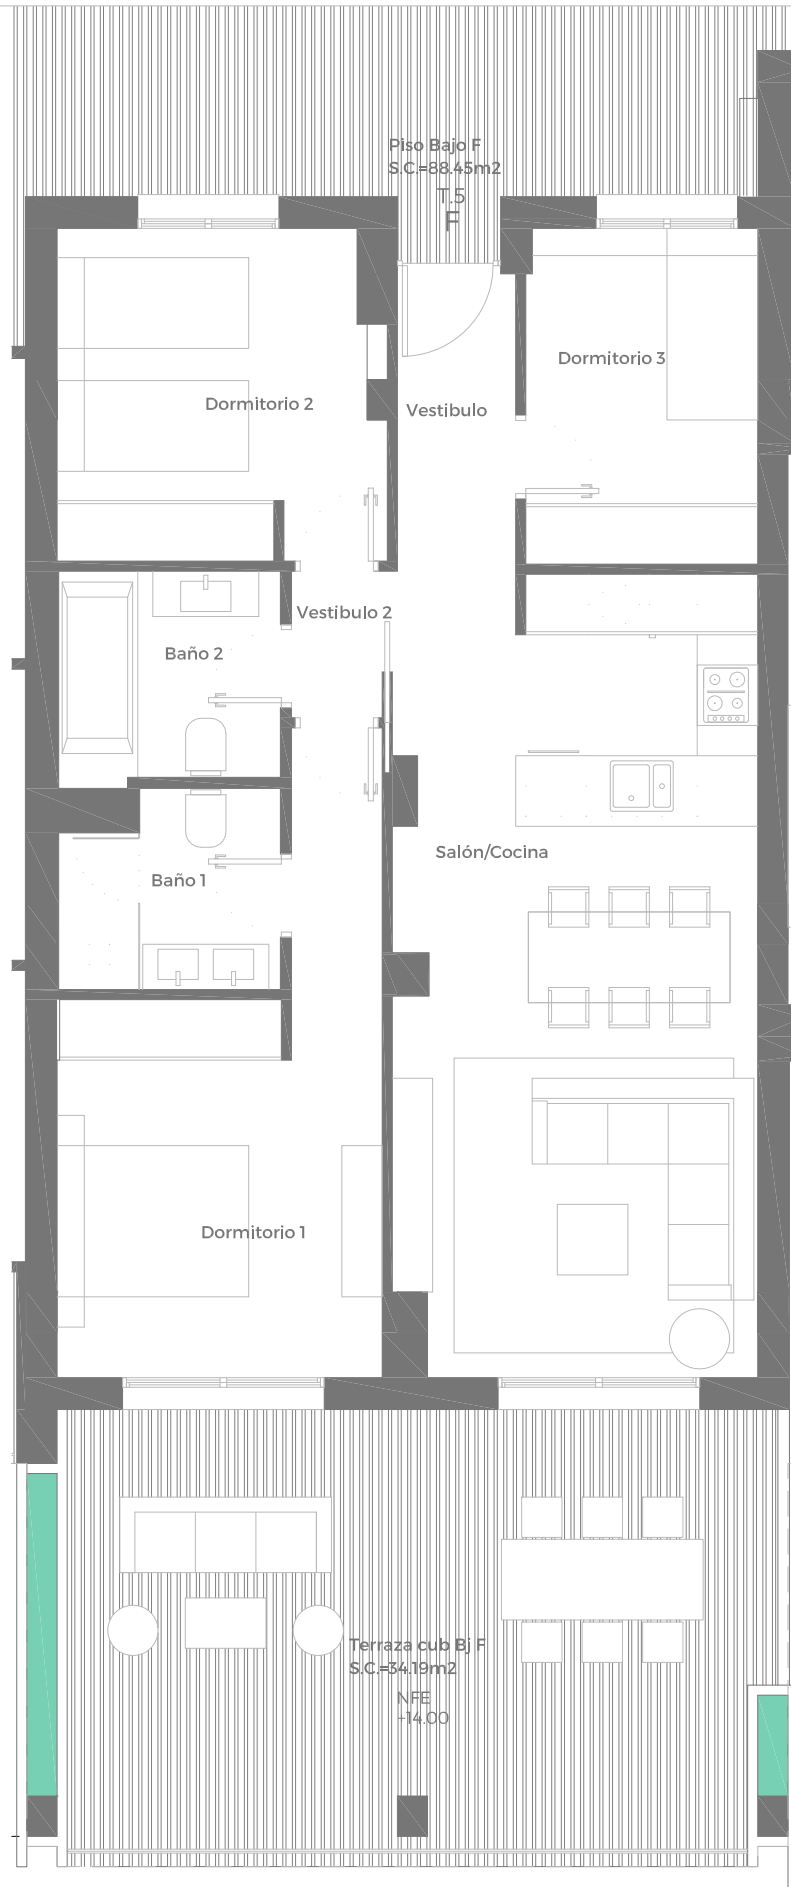 Piso Bajo F
S.C.=88.45m2
T.5
F
Dormitorio 3
Dormitorio 2
Vestibulo
Vestibulo 2
Baño 2
Salón/Cocina
Baño 1
Dormitorio 1
Terraza cub Bj F
S.C.=34.19m2
NFE
+14.00